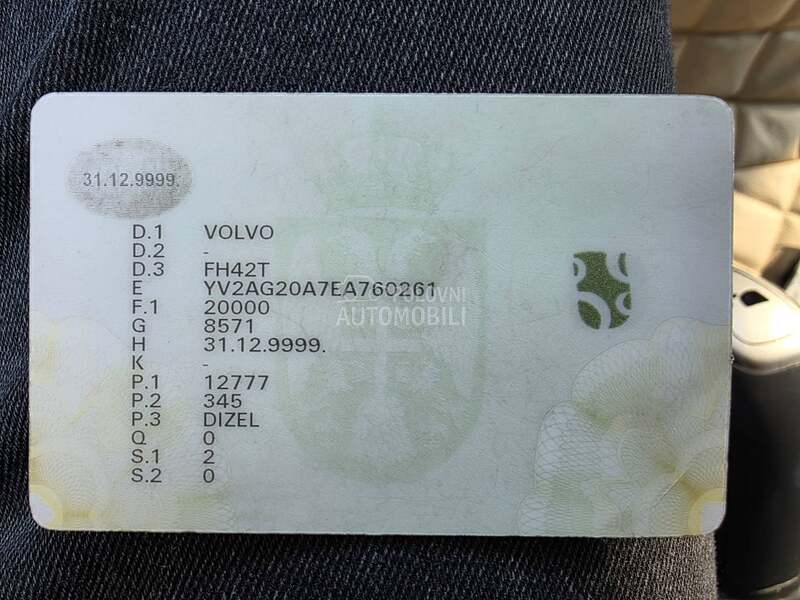 31.12.9999.
D.1 VOLVO
D.2 -
D.3 FH42T
E YV2AG20A7EA760261
F.1 20000
G 8571
H 31.12.9999.
K -
P.1 12777
P.2 345
P.3 DIZEL
Q 0
S.1 2
S.2 0
POLOVNI
AUTOMOBILI